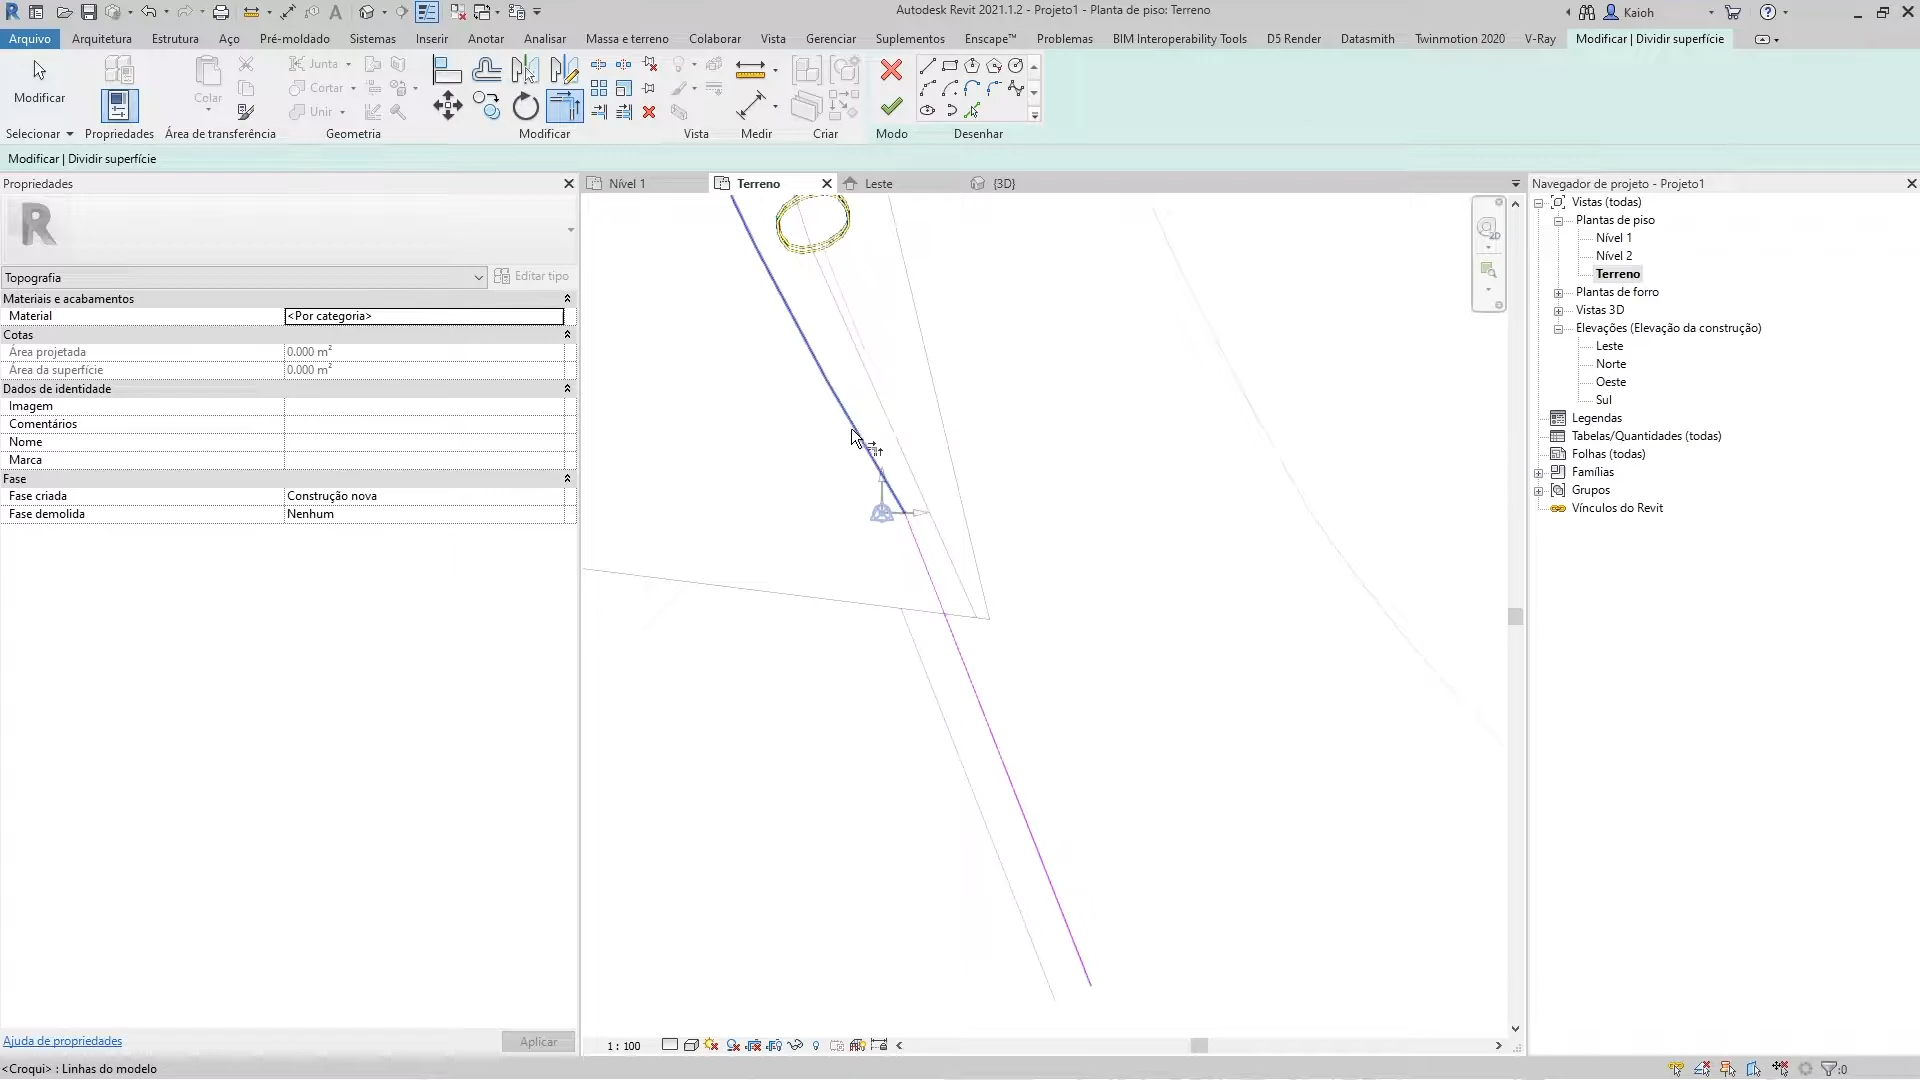 Autodesk Revit 2021.1.2 - Projeto1 - Planta de piso: Terreno
Kaioh
Arquivo Arquitetura Estrutura Aço Pré-moldado Sistemas Inserir Anotar Analisar Massa e terreno Colaborar Vista Gerenciar Suplementos Enscape™ Problemas BIM Interoperability Tools D5 Render Datasmith Twinmotion 2020 V-Ray Modificar | Dividir superfície
Modificar
Colar
Junta
Cortar
Unir
Selecionar Propriedades Área de transferência Geometria Modificar Vista Medir Criar Modo Desenhar
Modificar | Dividir superfície
Propriedades
Topografia
Editar tipo
Materiais e acabamentos
Material <Por categoria>
Cotas
Área projetada 0.000 m²
Área da superfície 0.000 m²
Dados de identidade
Imagem
Comentários
Nome
Marca
Fase
Fase criada Construção nova
Fase demolida Nenhum
Ajuda de propriedades
Aplicar
Nível 1
Terreno
Leste
{3D}
2D
1 : 100
Navegador de projeto - Projeto1
Vistas (todas)
Plantas de piso
Nível 1
Nível 2
Terreno
Plantas de forro
Vistas 3D
Elevações (Elevação da construção)
Leste
Norte
Oeste
Sul
Legendas
Tabelas/Quantidades (todas)
Folhas (todas)
Famílias
Grupos
Vínculos do Revit
<Croqui> : Linhas do modelo
:0